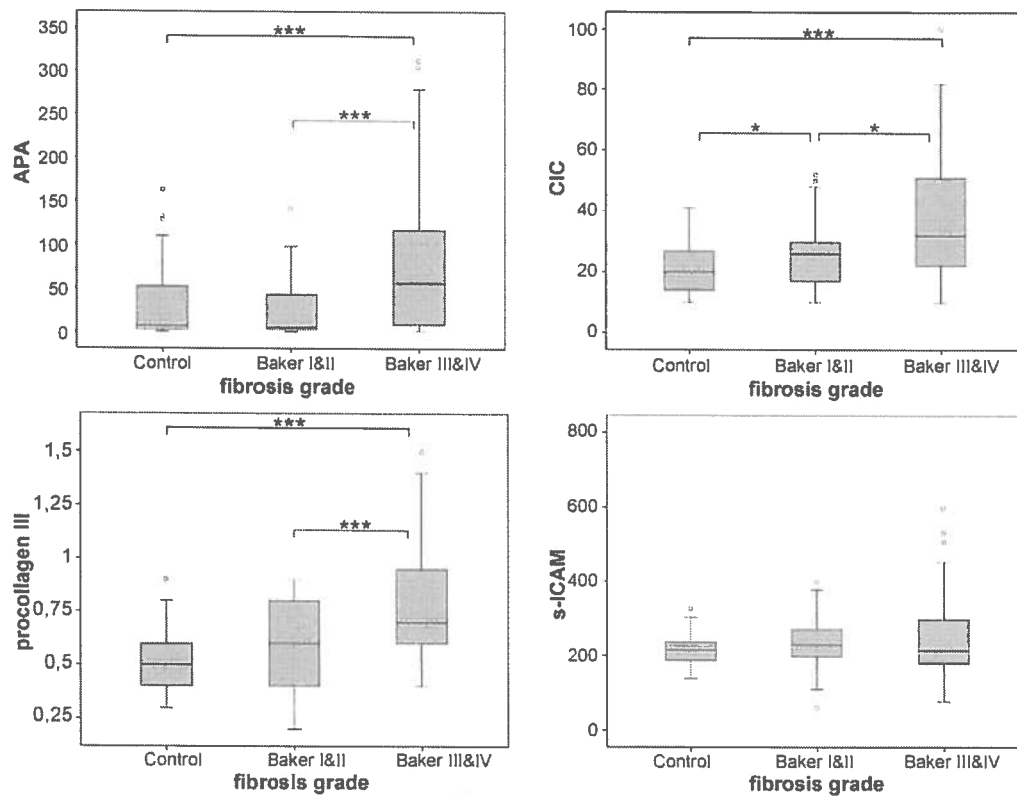 350
300
250
200
150
100
50
0
APA
***
***
Control Baker I&II Baker III&IV
fibrosis grade
100
80
60
40
20
0
CIC
***
* *
Control Baker I&II Baker III&IV
fibrosis grade
1,5
1,25
1
0,75
0,5
0,25
procollagen III
***
***
Control Baker I&II Baker III&IV
fibrosis grade
800
600
400
200
0
s-ICAM
Control Baker I&II Baker III&IV
fibrosis grade